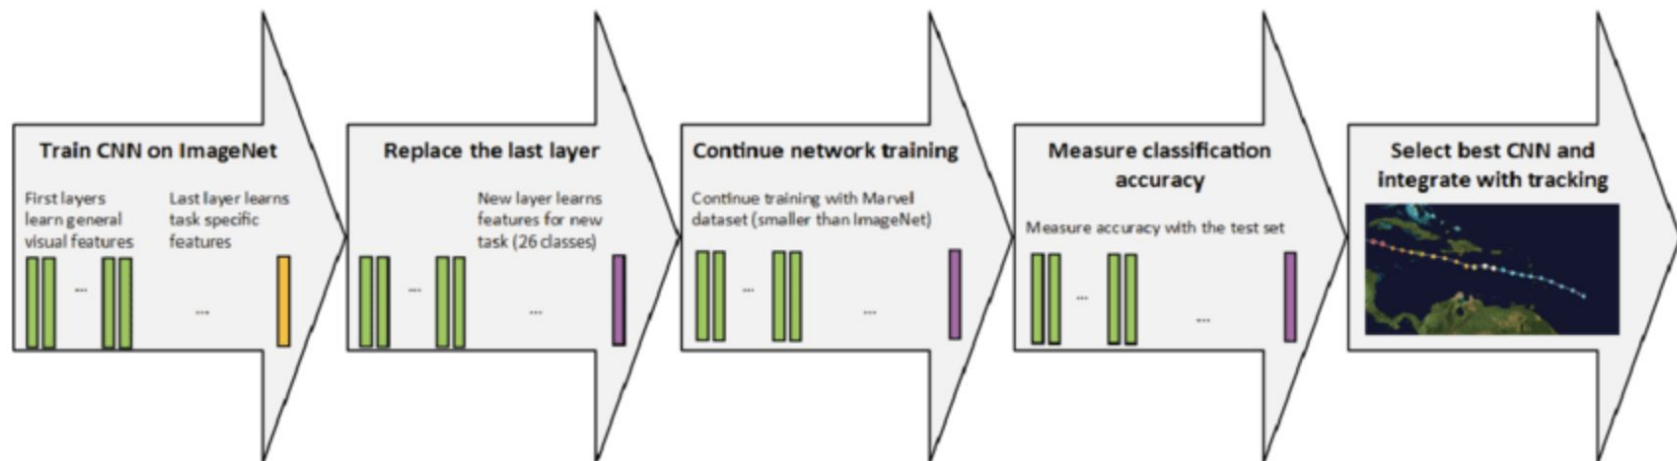 Train CNN on ImageNet
First layers
learn general
visual features
Last layer learns
task specific
features
...
...
Replace the last layer
New layer learns
features for new
task (26 classes)
...
...
Continue network training
Continue training with Marvell
dataset (smaller than ImageNet)
...
...
Measure classification
accuracy
Measure accuracy with the test set
...
...
Select best CNN and
integrate with tracking